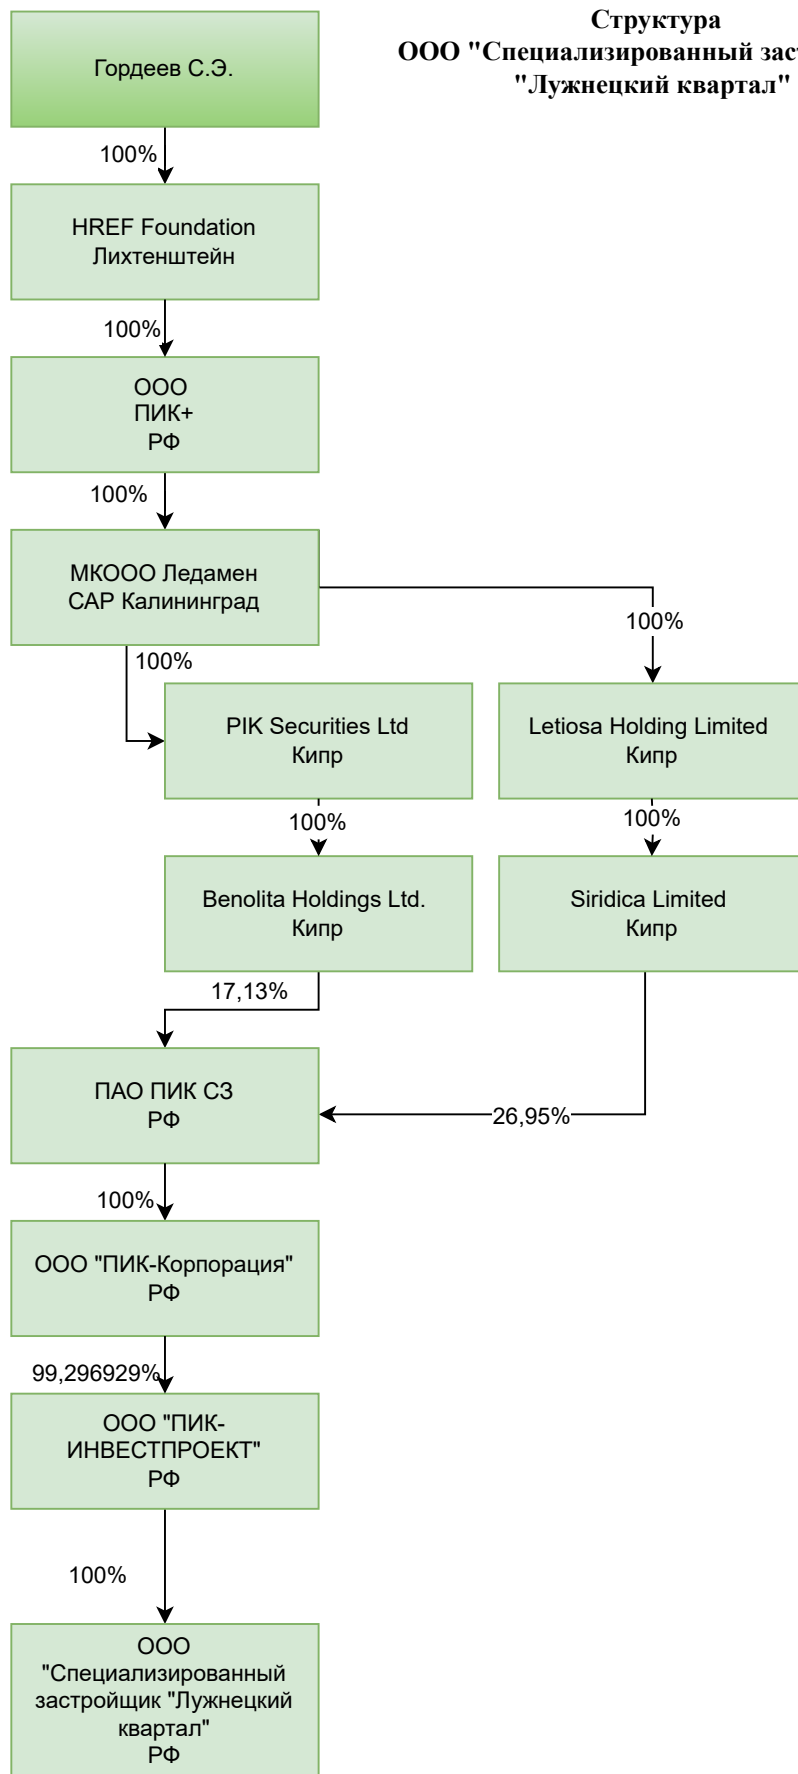 Структура
ООО "Специализированный
"Лужнецкий квартал"
Гордеев С.Э.
100%
HREF Foundation
Лихтенштейн
100%
ООО
ПИК+
РФ
100%
МКООО Ледамен
САР Калининград
100%
100%
PIK Securities Ltd
Кипр
Letiosa Holding Limited
Кипр
100%
100%
Benolita Holdings Ltd.
Кипр
Siridica Limited
Кипр
17,13%
ПАО ПИК СЗ
РФ
26,95%
100%
ООО "ПИК-Корпорация"
РФ
99,296929%
ООО "ПИК-
ИНВЕСТПРОЕКТ"
РФ
100%
ООО
"Специализированный
застройщик "Лужнецкий
квартал"
РФ